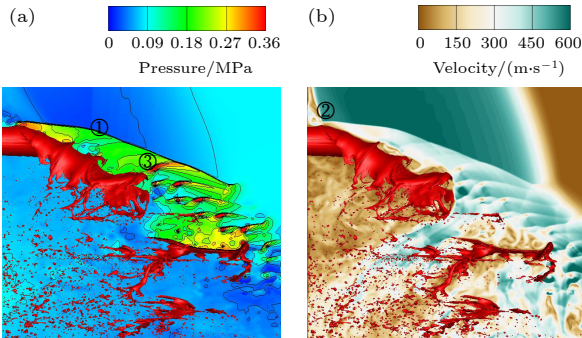 (a)
0 0.09 0.18 0.27 0.36
Pressure/MPa
①
③
(b)
0 150 300 450 600
Velocity/(m·s⁻¹)
②